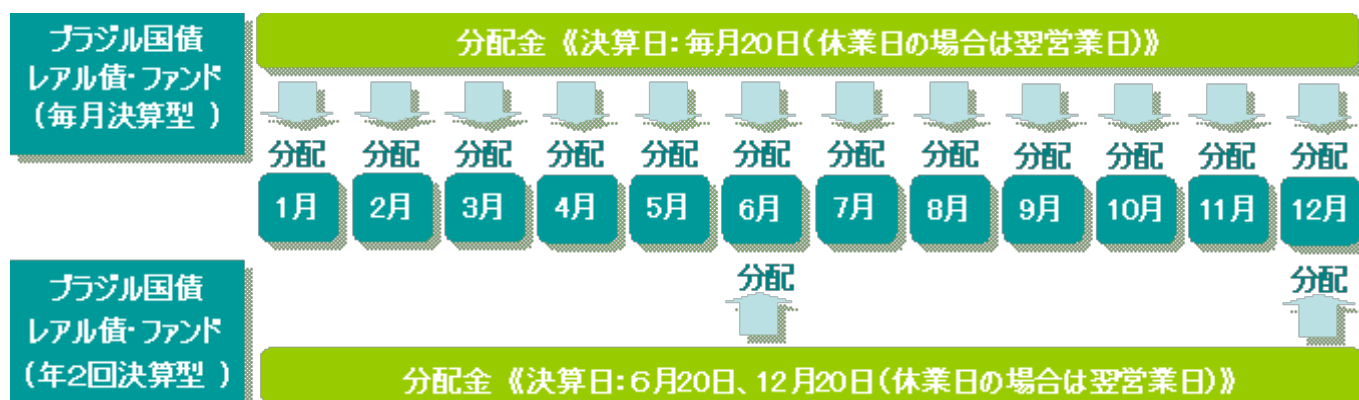 ブラジル国債
レアル債・ファンド
(毎月決算型 )
分配金《決算日:毎月20日(休業日の場合は翌営業日)》
分配 分配 分配 分配 分配 分配 分配 分配 分配 分配 分配 分配
1月 2月 3月 4月 5月 6月 7月 8月 9月 10月 11月 12月
ブラジル国債
レアル債・ファンド
(年2回決算型 )
分配 分配
分配金《決算日:6月20日、12月20日(休業日の場合は翌営業日)》